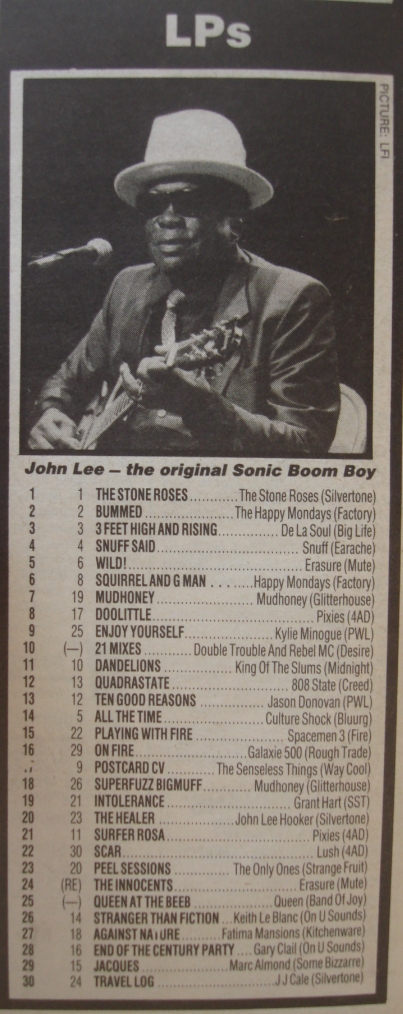 LPs
PICTURE: LFI
John Lee – the original Sonic Boom Boy
1 1 THE STONE ROSES..........The Stone Roses (Silvertone)
2 2 BUMMED..........The Happy Mondays (Factory)
3 3 3 FEET HIGH AND RISING..........De La Soul (Big Life)
4 4 SNUFF SAID..........Snuff (Earache)
5 6 WILD!..........Erasure (Mute)
6 8 SQUIREL AND G MAN . . . ....Happy Mondays (Factory)
7 19 MUDHONEY..........Mudhoney (Glitterhouse)
8 17 DOOLITTLE..........Pixies (4AD)
9 25 ENJOY YOURSELF..........Kylie Minogue (PWL)
10 (—) 21 MIXES..........Double Trouble And Rebel MC (Desire)
11 10 DANDELIONS..........King Of The Slums (Midnight)
12 13 QUADRASTATE..........808 State (Creed)
13 12 TEN GOOD REASONS..........Jason Donovan (PWL)
14 5 ALL THE TIME..........Culture Shock (Bluurg)
15 22 PLAYING WITH FIRE..........Spacemen 3 (Fire)
16 29 ON FIRE..........Galaxie 500 (Rough Trade)
9 POSTCARD CV..........The Senseless Things (Way Cool)
18 26 SUPERFUZZ BIGMUFF..........Mudhoney (Glitterhouse)
19 21 INTOLERANCE..........Grant Hart (SST)
20 23 THE HEALER..........John Lee Hooker (Silvertone)
21 11 SURFER ROSA..........Pixies (4AD)
22 30 SCAR..........Lush (4AD)
23 20 PEEL SESSIONS..........The Only Ones (Strange Fruit)
24 (RE) THE INNOCENTS..........Erasure (Mute)
25 (—) QUEEN AT THE BEEB..........Queen (Band Of Joy)
26 14 STRANGER THAN FICTION...Keith Le Blanc (On U Sounds)
27 18 AGAINST NATURE..........Fatima Mansions (Kitchenware)
28 16 END OF THE CENTURY PARTY....Gary Clail (On U Sounds)
29 15 JACQUES..........Marc Almond (Some Bizzarre)
30 24 TRAVEL LOG..........J J Cale (Silvertone)